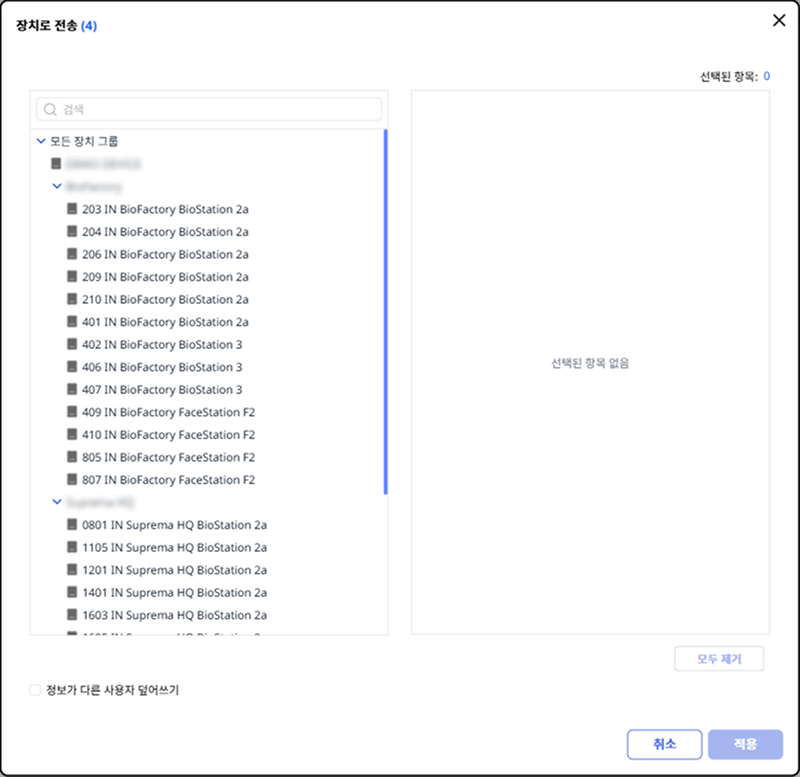 장치로 전송 (4)
선택된 항목: 0
검색
모든 장치 그룹
203 IN BioFactory BioStation 2a
204 IN BioFactory BioStation 2a
206 IN BioFactory BioStation 2a
209 IN BioFactory BioStation 2a
210 IN BioFactory BioStation 2a
401 IN BioFactory BioStation 2a
402 IN BioFactory BioStation 3
406 IN BioFactory BioStation 3
407 IN BioFactory BioStation 3
409 IN BioFactory FaceStation F2
410 IN BioFactory FaceStation F2
805 IN BioFactory FaceStation F2
807 IN BioFactory FaceStation F2
0801 IN Suprema HQ BioStation 2a
1105 IN Suprema HQ BioStation 2a
1201 IN Suprema HQ BioStation 2a
1401 IN Suprema HQ BioStation 2a
1603 IN Suprema HQ BioStation 2a
선택된 항목 없음
모두 제거
정보가 다른 사용자 덮어쓰기
취소
적용